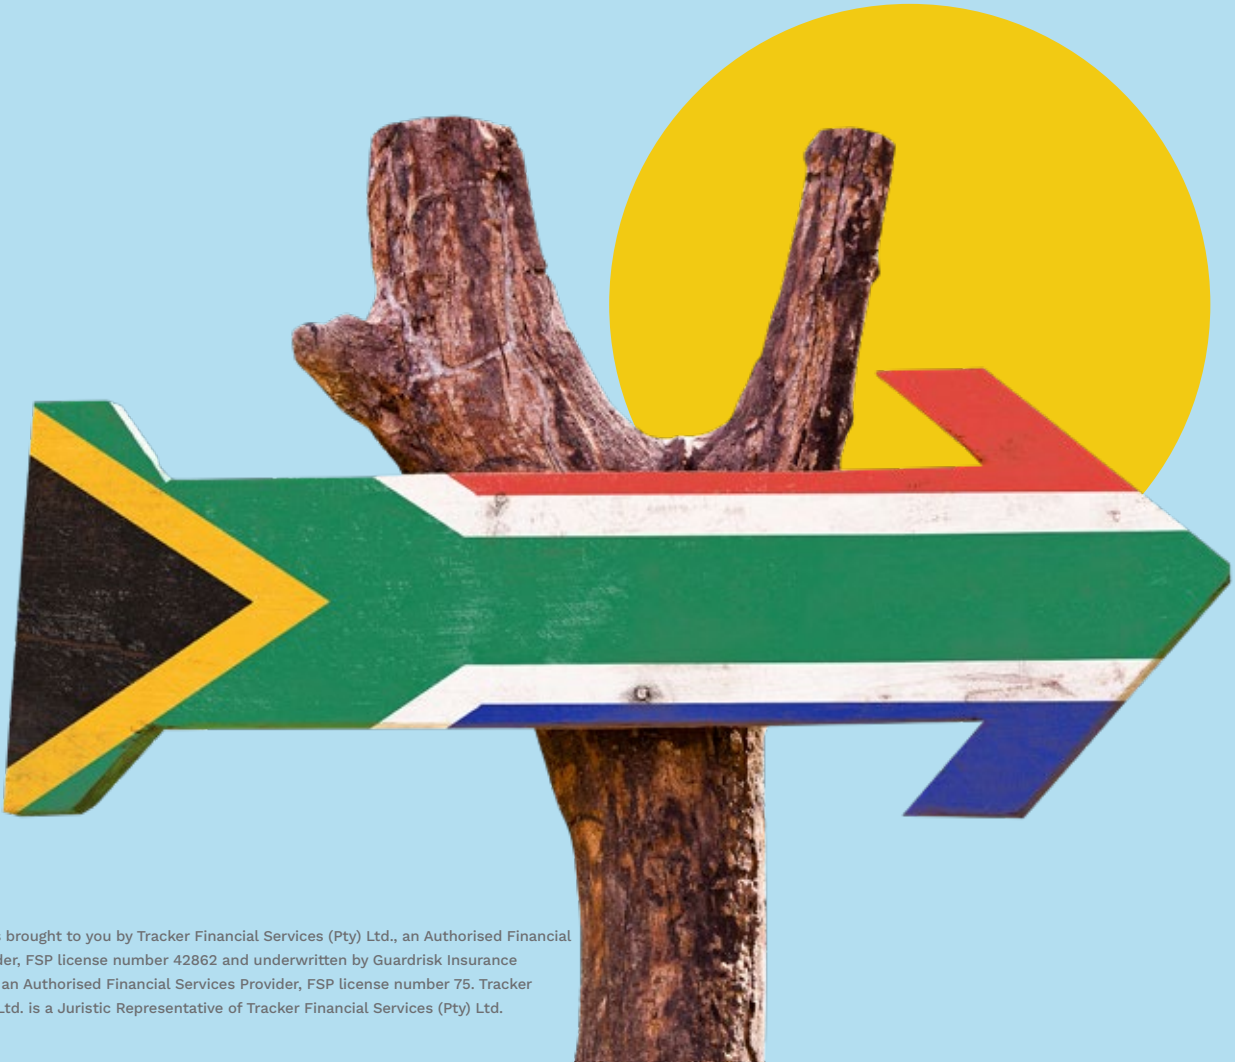 brought to you by Tracker Financial Services (Pty) Ltd., an Authorised Financial
FSP license number 42862 and underwritten by Guardrisk Insurance
an Authorised Financial Services Provider, FSP license number 75. Tracker
Ltd. is a Juristic Representative of Tracker Financial Services (Pty) Ltd.